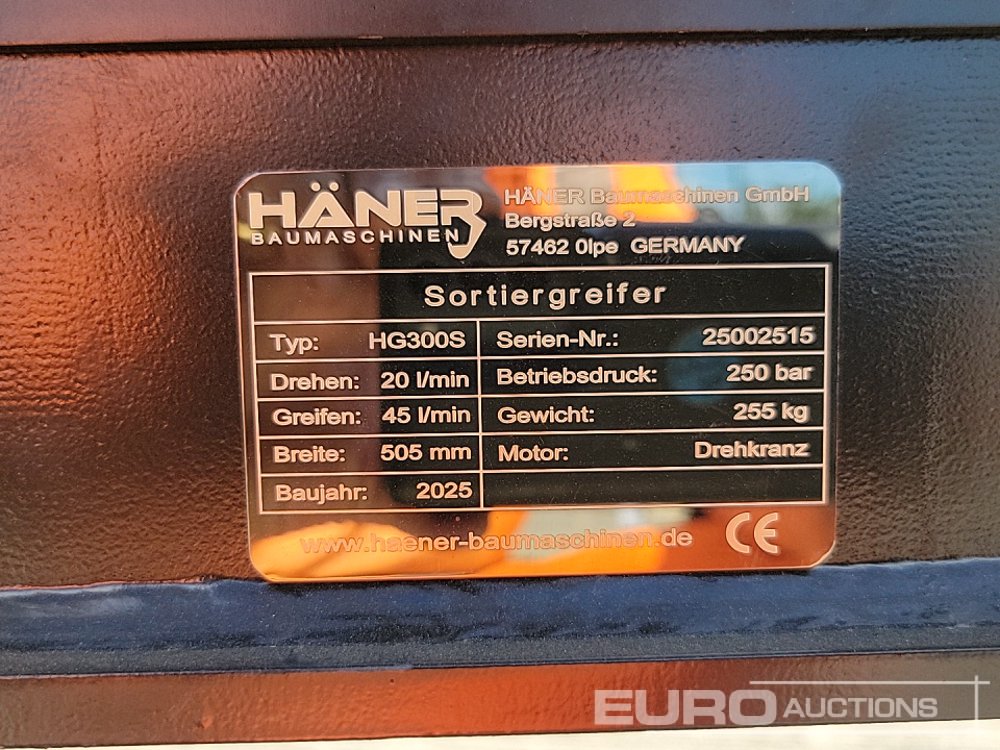 HÄNER
BAUMASCHINEN
HÄNER Baumaschinen GmbH
Bergstraße 2
57462 Olpe GERMANY
Sortiergreifer
Typ: HG300S
Serien-Nr.: 25002515
Drehen: 20 l/min
Betriebsdruck: 250 bar
Greifen: 45 l/min
Gewicht: 255 kg
Breite: 505 mm
Motor: Drehkranz
Baujahr: 2025
www.haener-baumaschinen.de CE
EURO AUCTIONS